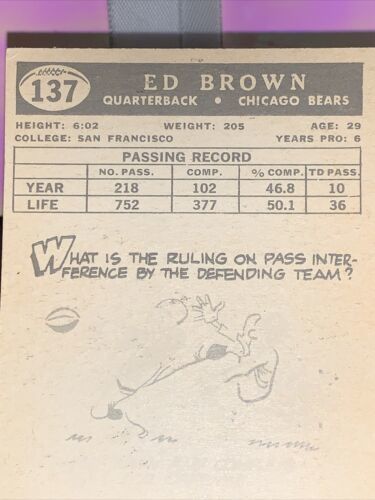 137
ED BROWN
QUARTERBACK • CHICAGO BEARS
HEIGHT: 6:02 WEIGHT: 205 AGE: 29
COLLEGE: SAN FRANCISCO YEARS PRO: 6
PASSING RECORD
NO. PASS. COMP. % COMP. TD PASS.
YEAR 218 102 46.8 10
LIFE 752 377 50.1 36
WHAT IS THE RULING ON PASS INTER-
FERENCE BY THE DEFENDING TEAM?